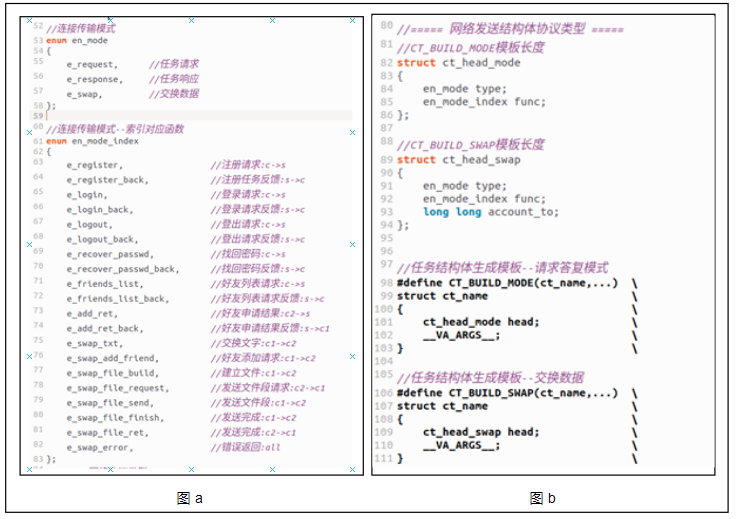 52 //连接传输模式
53 enum en_mode
54 {
55 e_request, //任务请求
56 e_response, //任务响应
57 e_swap, //交换数据
58 };
59
60 //连接传输模式--索引对应函数
61 enum en_mode_index
62 {
63 e_register, //注册请求:c->s
64 e_register_back, //注册任务反馈:s->c
65 e_login, //登录请求:c->s
66 e_login_back, //登录请求反馈:s->c
67 e_logout, //登出请求:c->s
68 e_logout_back, //登出请求反馈:s->c
69 e_recover_passwd, //找回密码:c->s
70 e_recover_passwd_back, //找回密码反馈:s->c
71 e_friends_list, //好友列表请求:c->s
72 e_friends_list_back, //好友列表请求反馈:s->c
73 e_add_ret, //好友申请结果:c2->s
74 e_add_ret_back, //好友申请结果反馈:s->c1
75 e_swap_txt, //交换文字:c1->c2
76 e_swap_add_friend, //好友添加请求:c1->c2
77 e_swap_file_build, //建立文件:c1->c2
78 e_swap_file_request, //发送文件段请求:c2->c1
79 e_swap_file_send, //发送文件段:c1->c2
80 e_swap_file_finish, //发送完成:c1->c2
81 e_swap_file_ret, //发送完成:c2->c1
82 e_swap_error, //错误返回:all
83 };
图 a
80 //===== 网络发送结构体协议类型 =====
81 //CT_BUILD_MODE模板长度
82 struct ct_head_mode
83 {
84 en_mode type;
85 en_mode_index func;
86 };
87
88 //CT_BUILD_SWAP模板长度
89 struct ct_head_swap
90 {
91 en_mode type;
92 en_mode_index func;
93 long long account_to;
94 };
95
96
97 //任务结构体生成模板--请求答复模式
98 #define CT_BUILD_MODE(ct_name,...) \
99 struct ct_name \
100 { \
101 ct_head_mode head; \
102 __VA_ARGS__; \
103 } \
104
105 //任务结构体生成模板--交换数据
106 #define CT_BUILD_SWAP(ct_name,...) \
107 struct ct_name \
108 { \
109 ct_head_swap head; \
110 __VA_ARGS__; \
111 } \
图 b